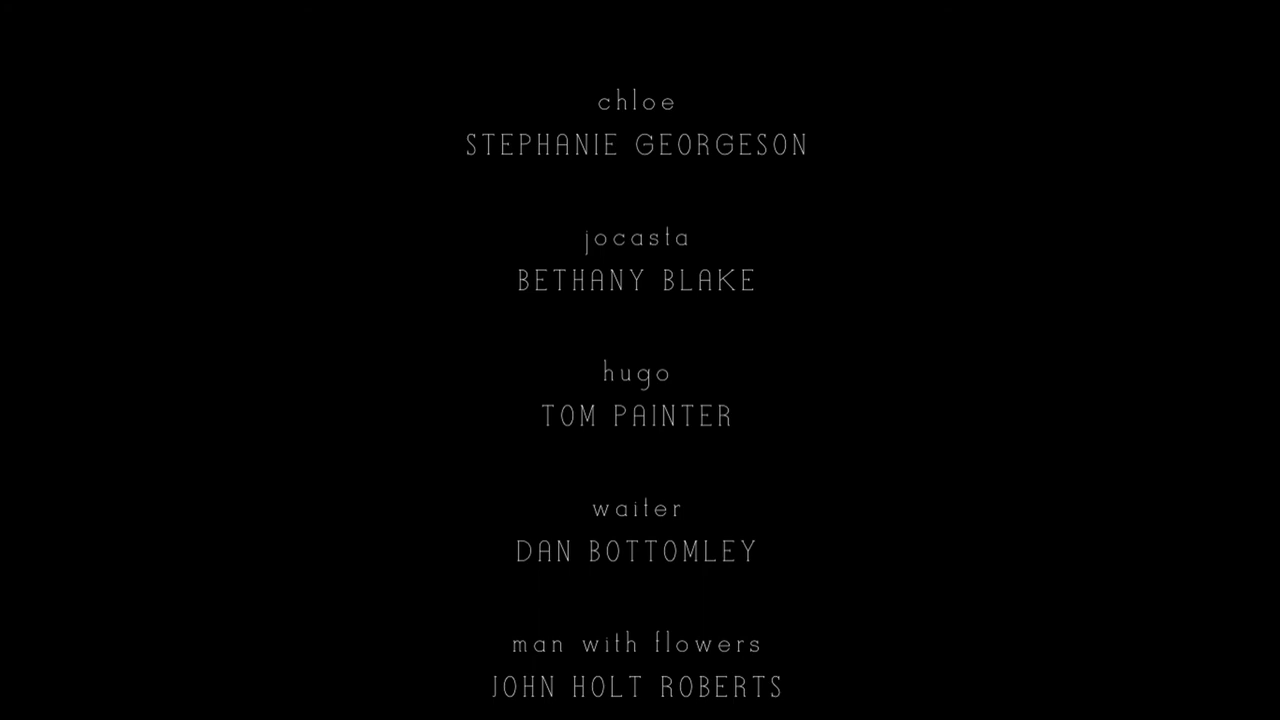 chloe
STEPHANIE GEORGESON
jocasta
BETHANY BLAKE
hugo
TOM PAINTER
waiter
DAN BOTTOMLEY
man with flowers
JOHN HOLT ROBERTS